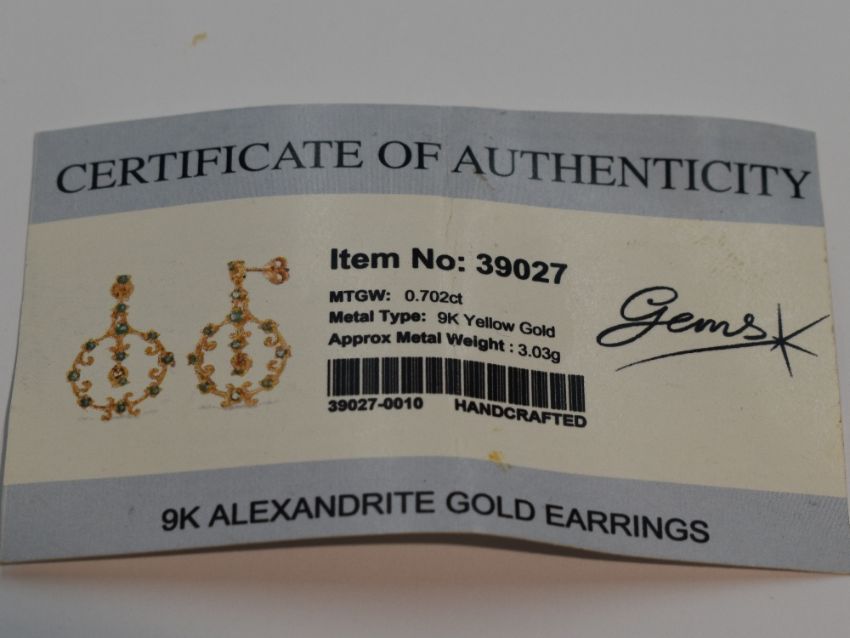 CERTIFICATE OF AUTHENTICITY
Item No: 39027
MTGW: 0.702ct
Metal Type: 9K Yellow Gold
Approx Metal Weight : 3.03g
39027-0010 HANDCRAFTED
Gems
9K ALEXANDRITE GOLD EARRINGS